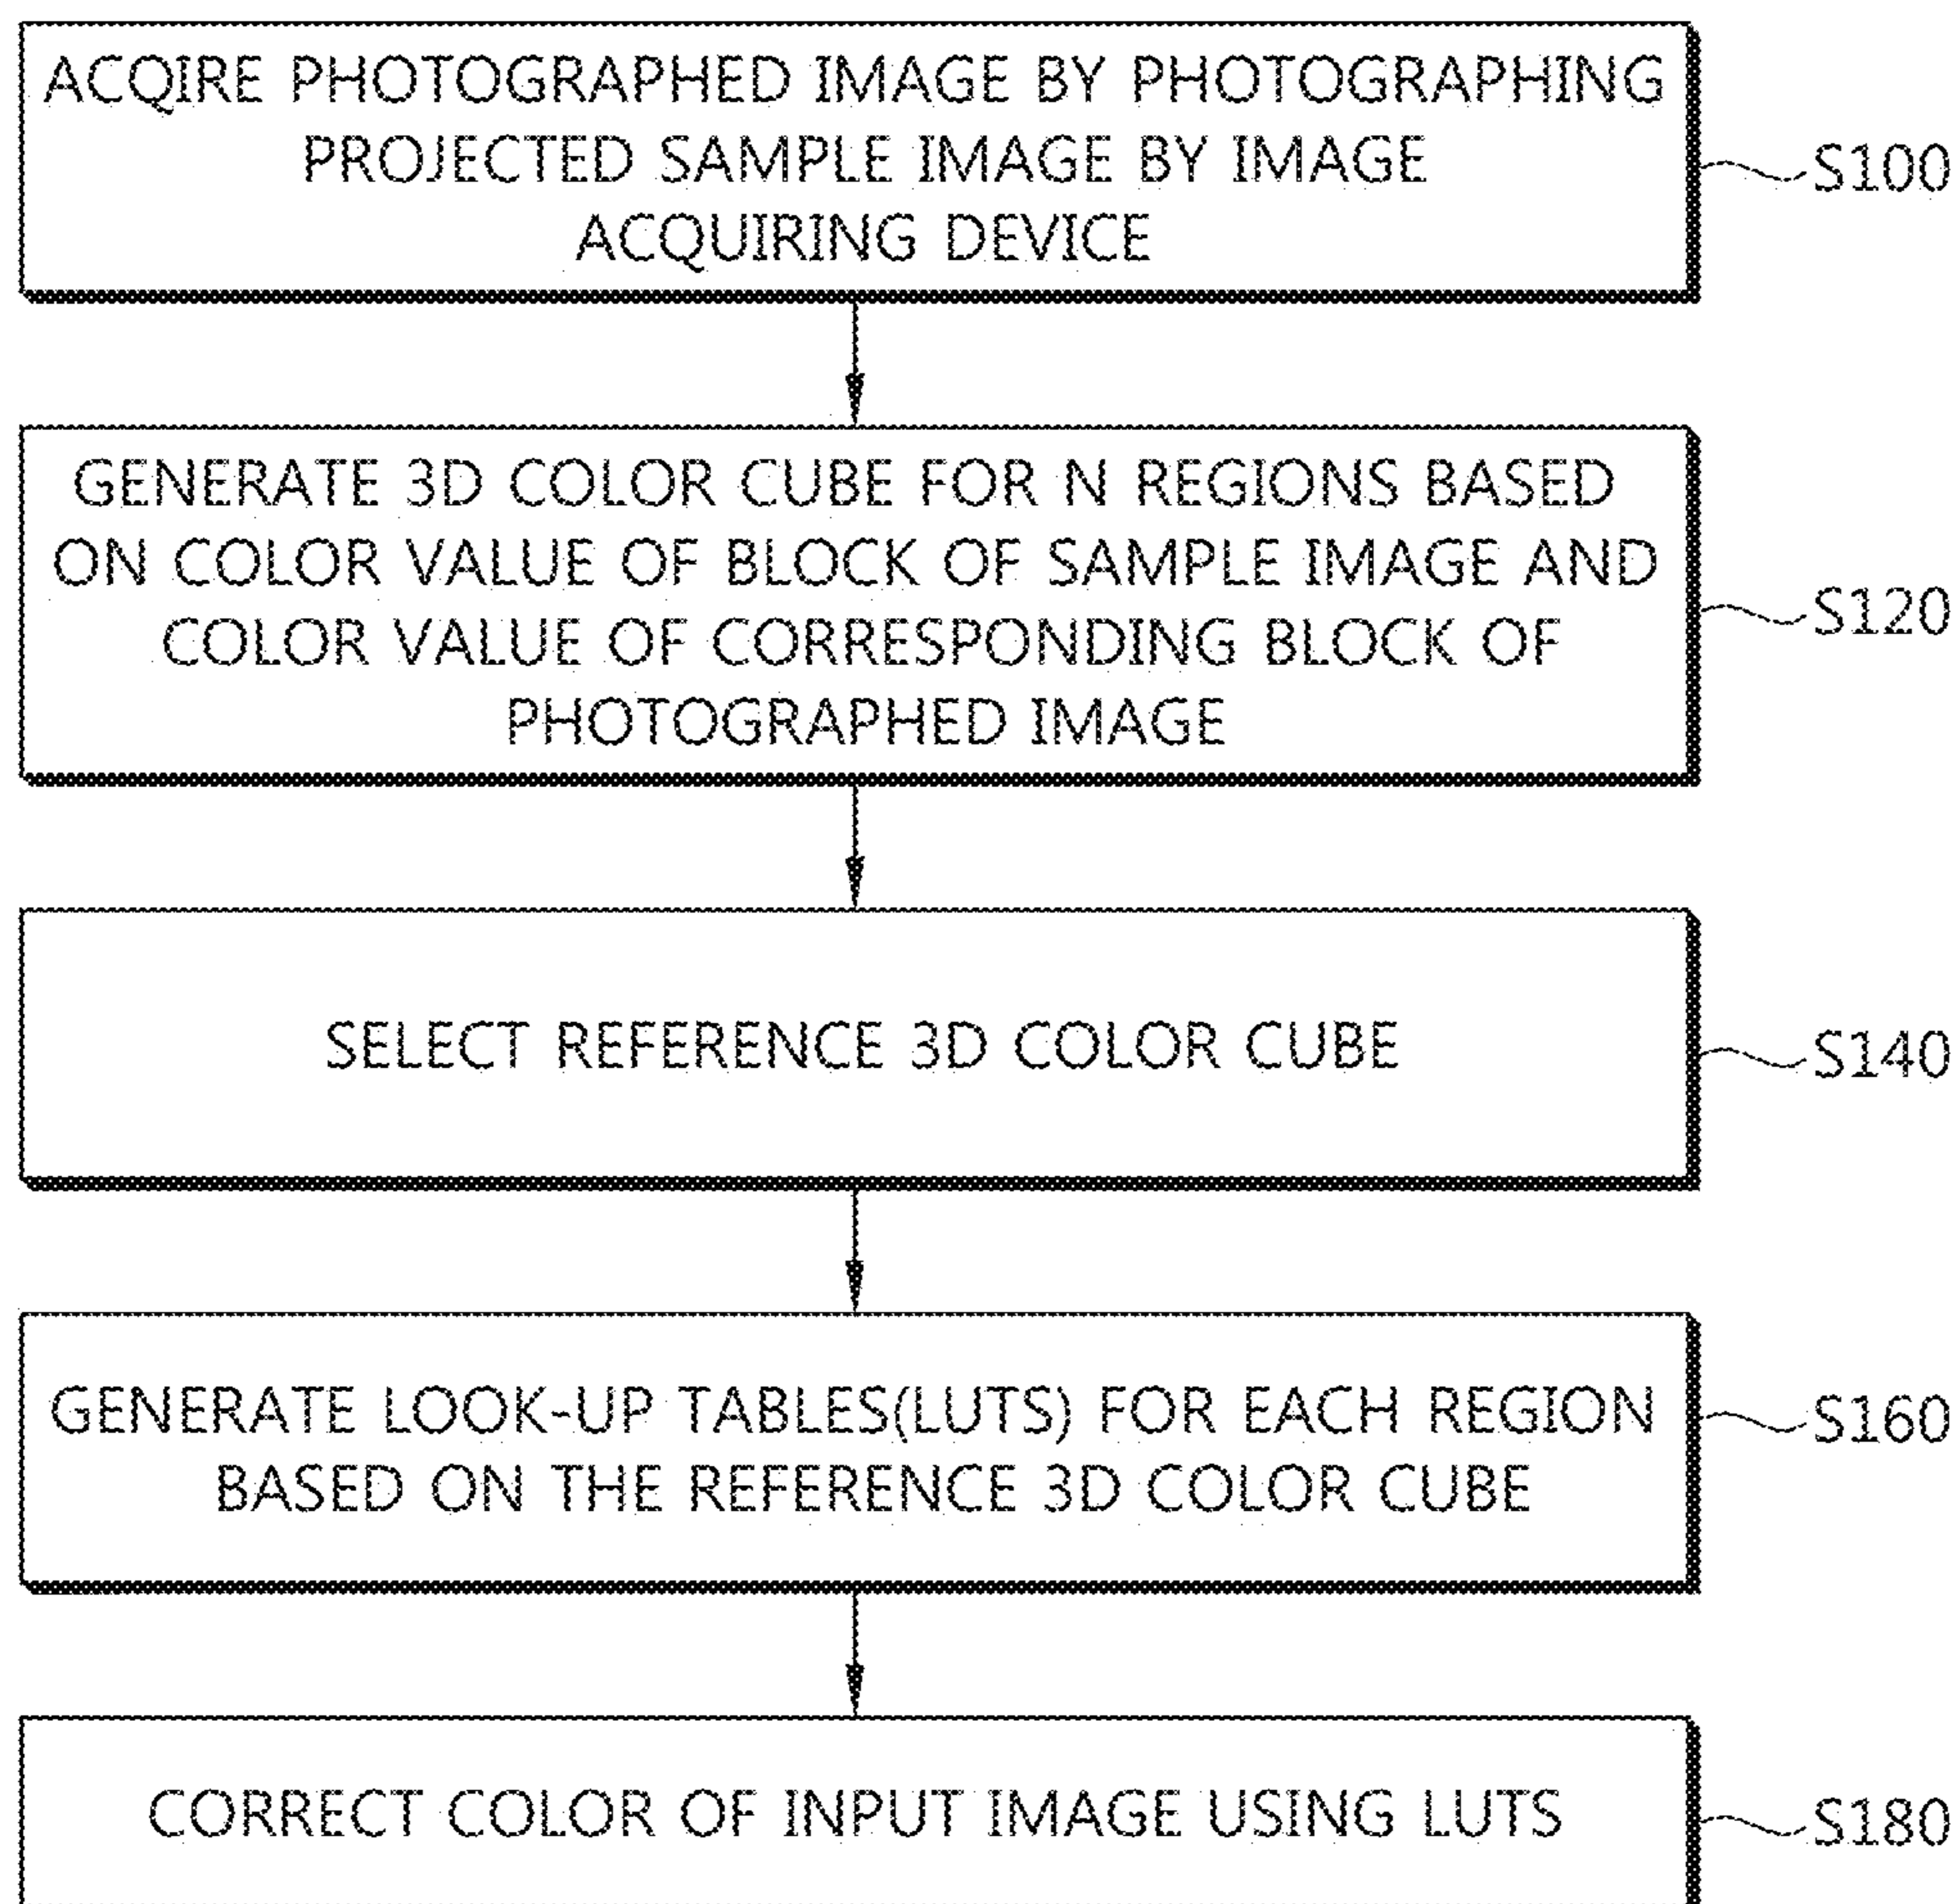 ACQIRE PHOTOGRAPHED IMAGE BY PHOTOGRAPHING
PROJECTED SAMPLE IMAGE BY IMAGE
ACQUIRING DEVICE
S100
GENERATE 3D COLOR CUBE FOR N REGIONS BASED
ON COLOR VALUE OF BLOCK OF SAMPLE IMAGE AND
COLOR VALUE OF CORRESPONDING BLOCK OF
PHOTOGRAPHED IMAGE
S120
SELECT REFERENCE 3D COLOR CUBE
S140
GENERATE LOOK-UP TABLES(LUTS) FOR EACH REGION
BASED ON THE REFERENCE 3D COLOR CUBE
S160
CORRECT COLOR OF INPUT IMAGE USING LUTS
S180